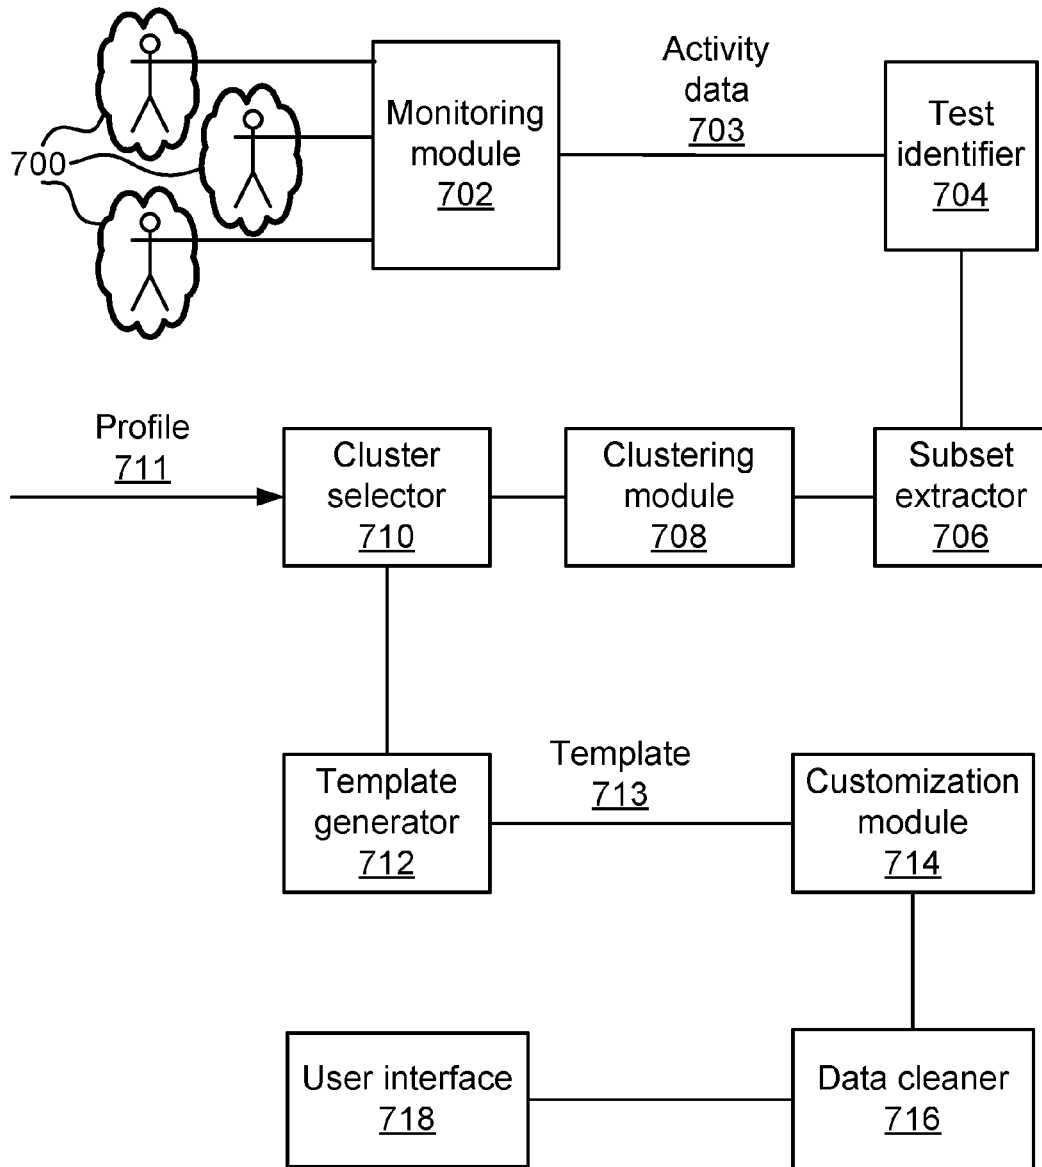 700
Monitoring
module
702
Activity
data
703
Test
identifier
704
Profile
711
Cluster
selector
710
Clustering
module
708
Subset
extractor
706
Template
generator
712
Template
713
Customization
module
714
User interface
718
Data cleaner
716